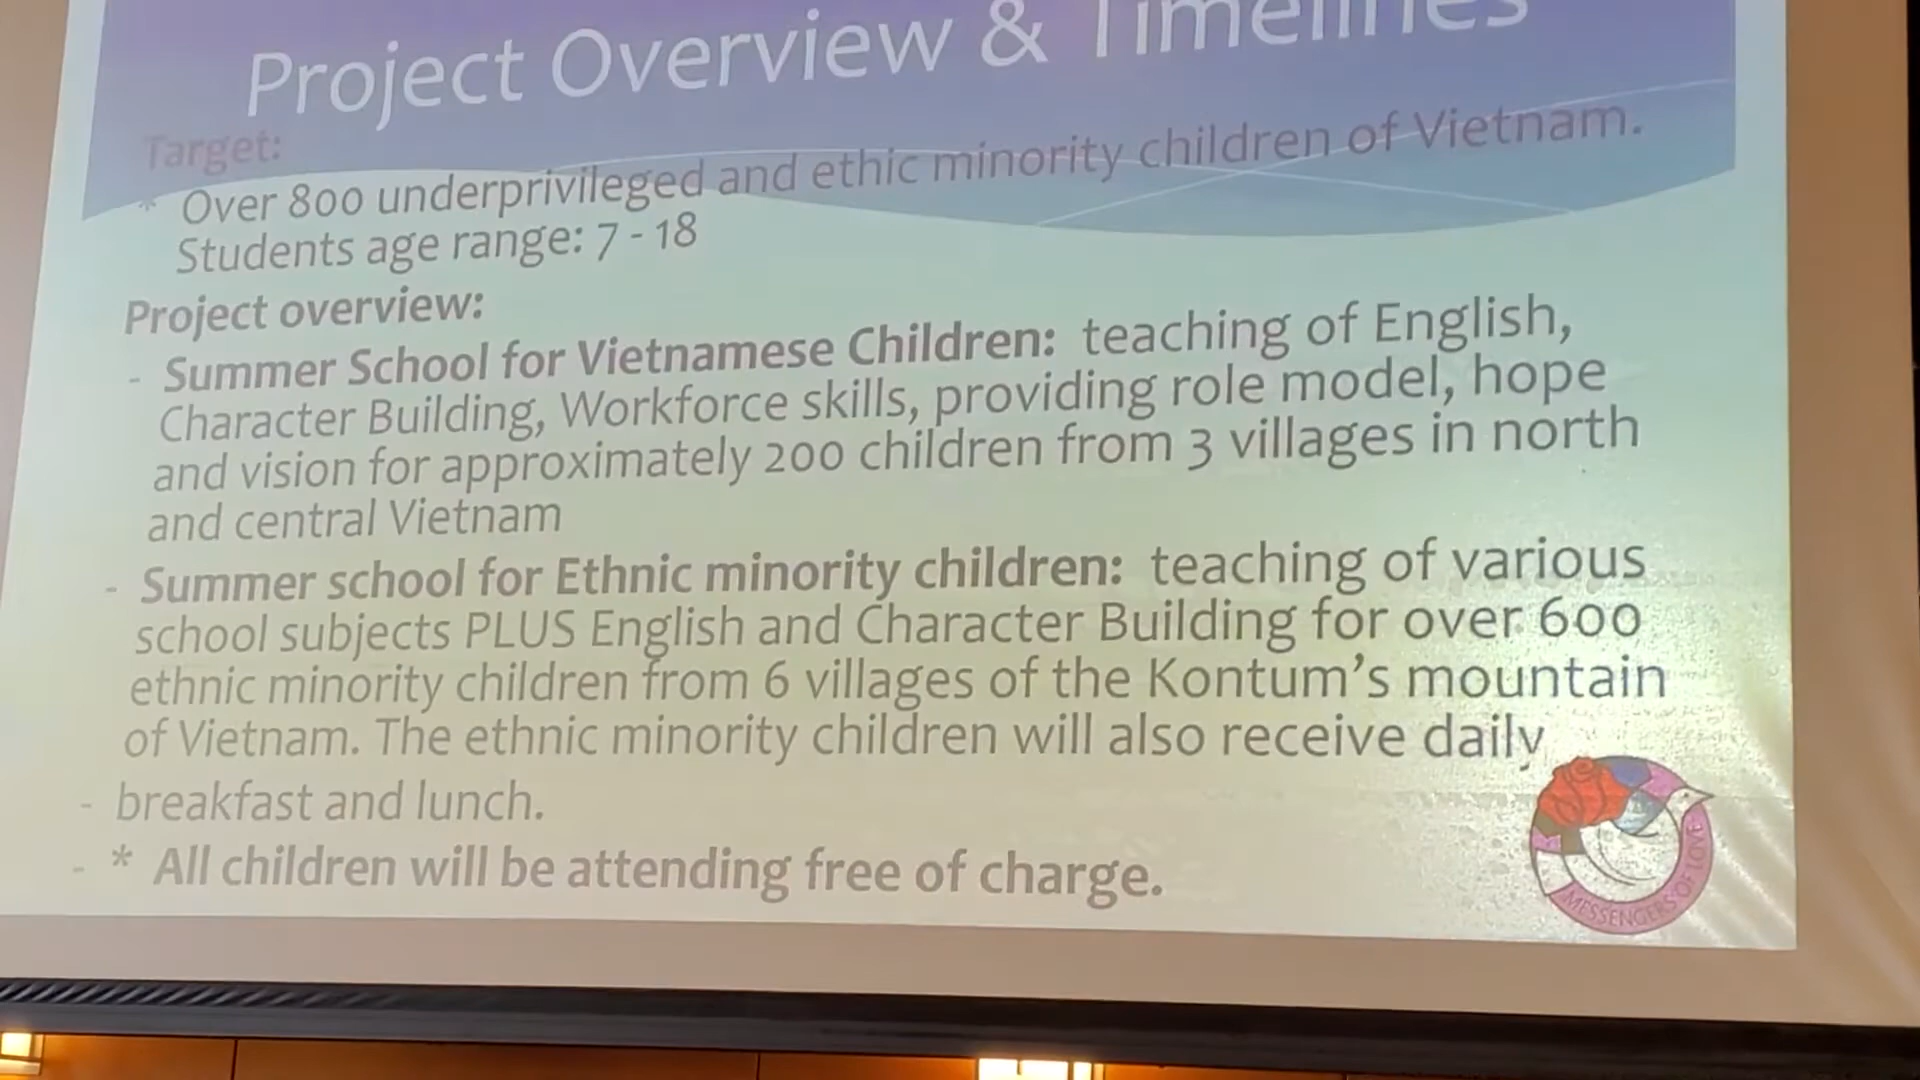 Project Overview & Timelines
Target:
* Over 800 underprivileged and ethic minority children of Vietnam.
Students age range: 7 - 18
Project overview:
- Summer School for Vietnamese Children: teaching of English,
Character Building, Workforce skills, providing role model, hope
and vision for approximately 200 children from 3 villages in north
and central Vietnam
- Summer school for Ethnic minority children: teaching of various
school subjects PLUS English and Character Building for over 600
ethnic minority children from 6 villages of the Kontum's mountain
of Vietnam. The ethnic minority children will also receive daily
- breakfast and lunch.
- * All children will be attending free of charge.
MESSENGERS OF LOVE